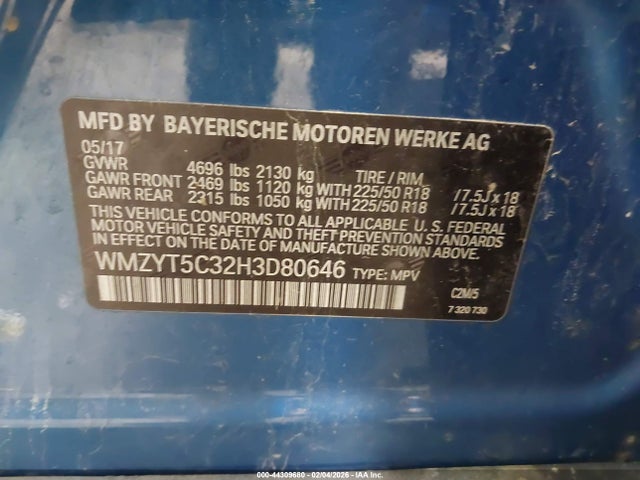 MFD BY BAYERISCHE MOTOREN WERKE AG
05/17
GVWR 4696 lbs 2130 kg TIRE / RIM
GAWR FRONT 2469 lbs 1120 kg WITH 225/50 R18 / 7.5J x 18
GAWR REAR 2315 lbs 1050 kg WITH 225/50 R18 / 7.5J x 18
THIS VEHICLE CONFORMS TO ALL APPLICABLE U. S. FEDERAL
MOTOR VEHICLE SAFETY AND THEFT PREVENTION STANDARDS
IN EFFECT ON THE DATE OF MANUFACTURE SHOWN ABOVE.
WMZYT5C32H3D80646 TYPE: MPV
C2M/5
7 320 730
000-44309680 - 02/04/2026 - IAA Inc.